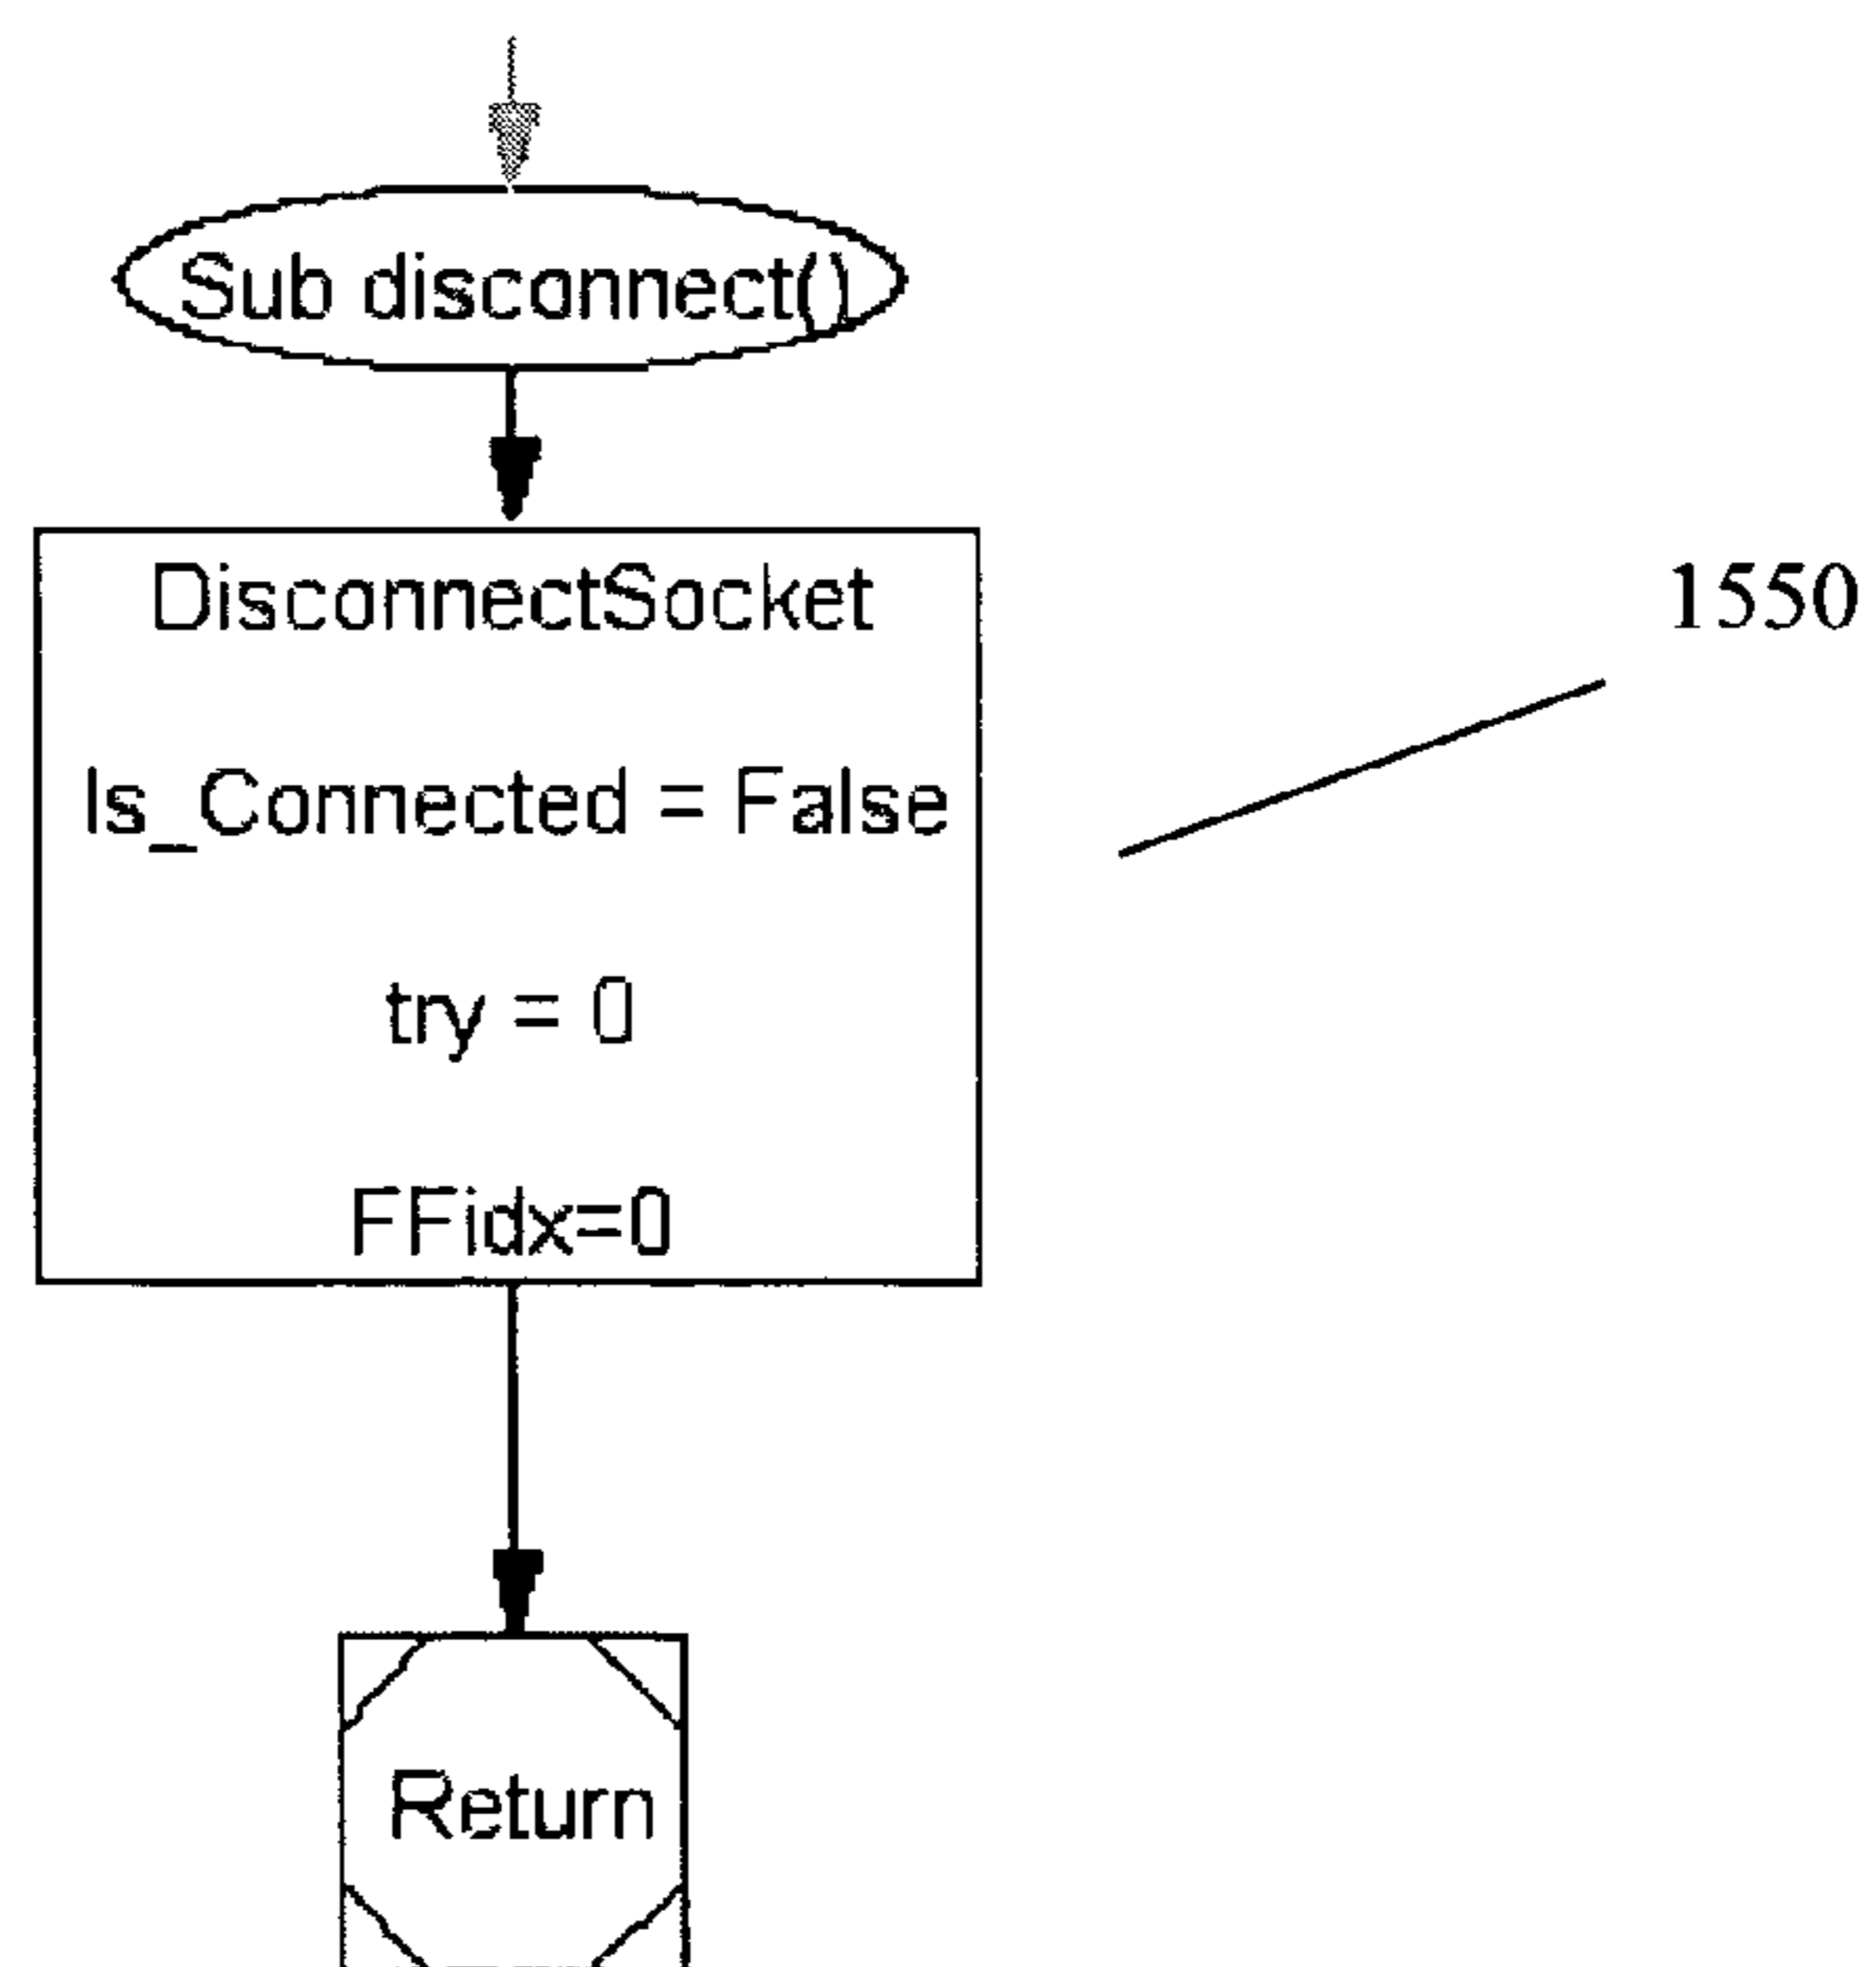 Sub disconnect()
DisconnectSocket
1550
Is_Connected = False
try = 0
FFidx=0
Return